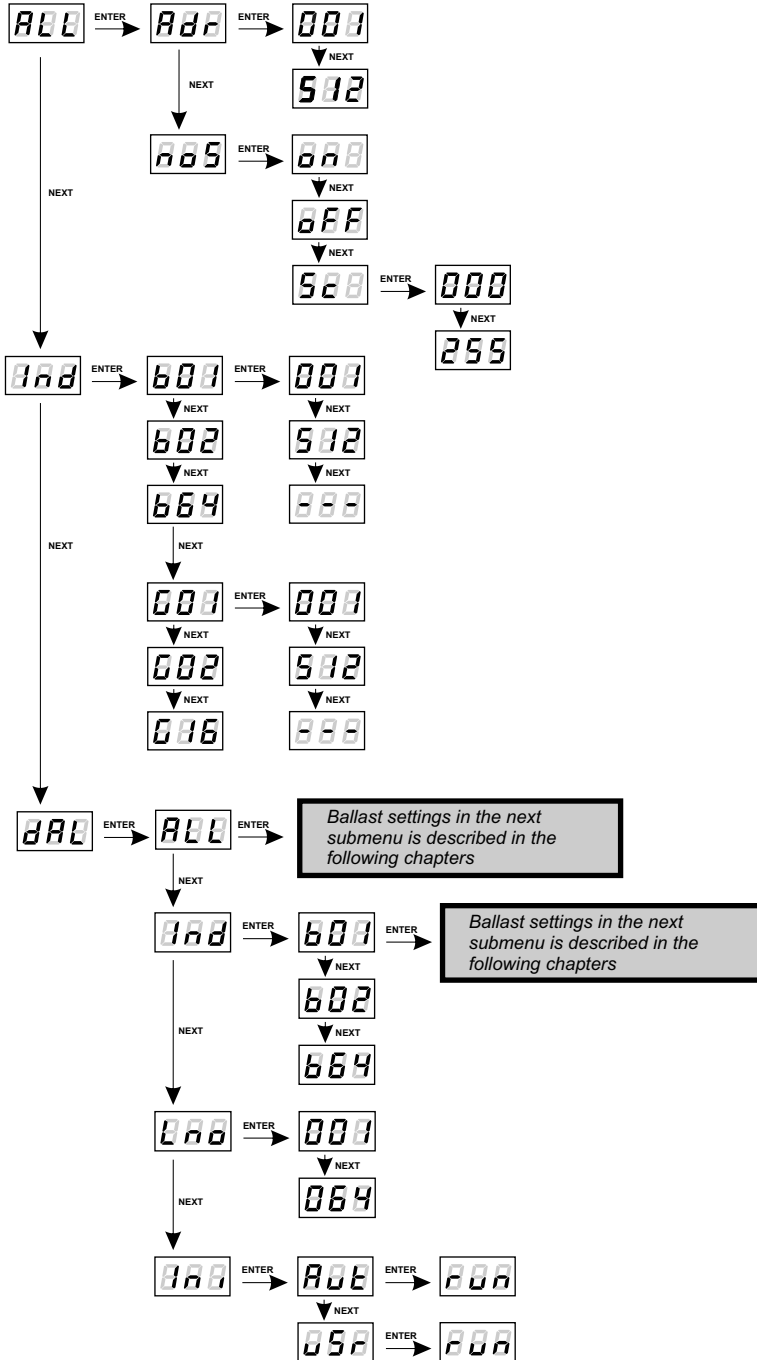 ALL ENTER Adr ENTER 001
NEXT
NEXT
512
noS ENTER on
NEXT
NEXT
oFF
NEXT
Sc ENTER 000
NEXT
255
Ind ENTER b01 ENTER 001
NEXT NEXT
b02 512
NEXT NEXT
b64 ---
NEXT NEXT
G01 ENTER 001
NEXT NEXT
G02 512
NEXT NEXT
G16 ---
dAL ENTER ALL ENTER
Ballast settings in the next
submenu is described in the
following chapters
NEXT
Ind ENTER b01 ENTER
Ballast settings in the next
submenu is described in the
following chapters
NEXT
b02
NEXT
NEXT
b64
Lno ENTER 001
NEXT
NEXT
064
Ini ENTER Aut ENTER run
NEXT
uSr ENTER run